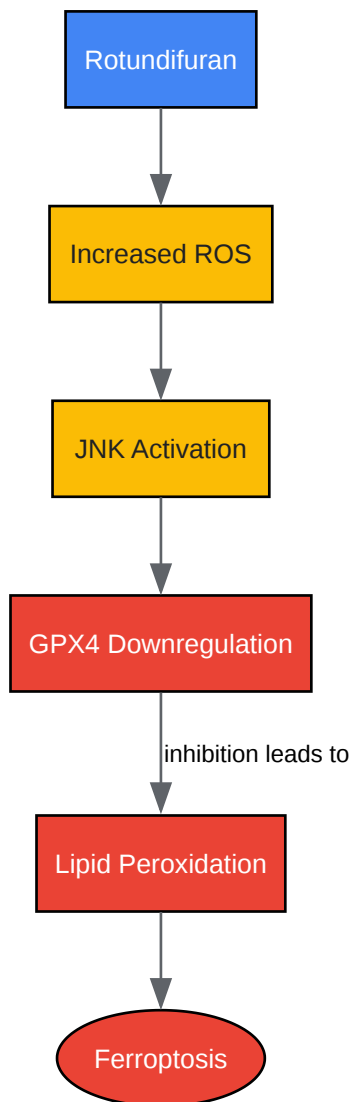 Rotundifuran
Increased ROS
JNK Activation
GPX4 Downregulation
inhibition leads to
Lipid Peroxidation
Ferroptosis